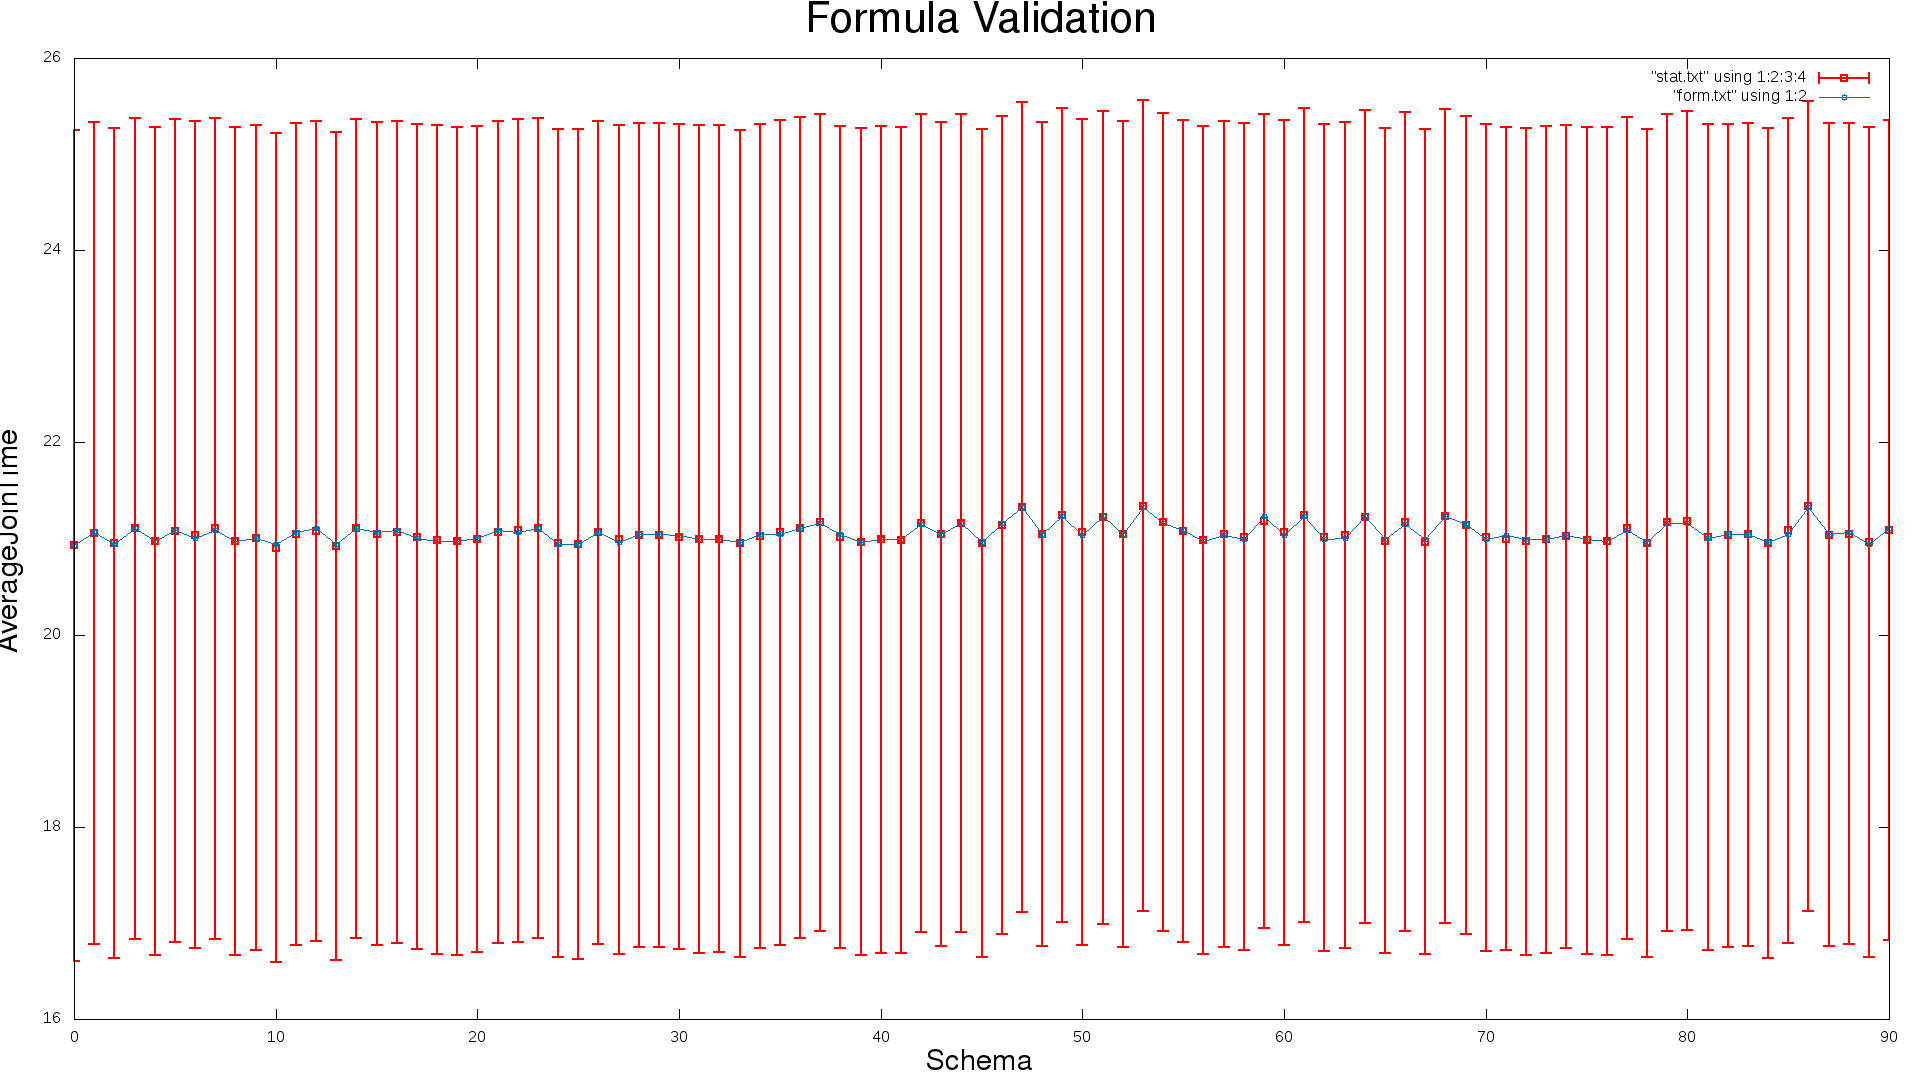 Formula Validation
"stat.txt" using 1:2:3:4
"form.txt" using 1:2
26
24
22
20
18
16
AverageJoinTime
0 10 20 30 40 50 60 70 80 90
Schema